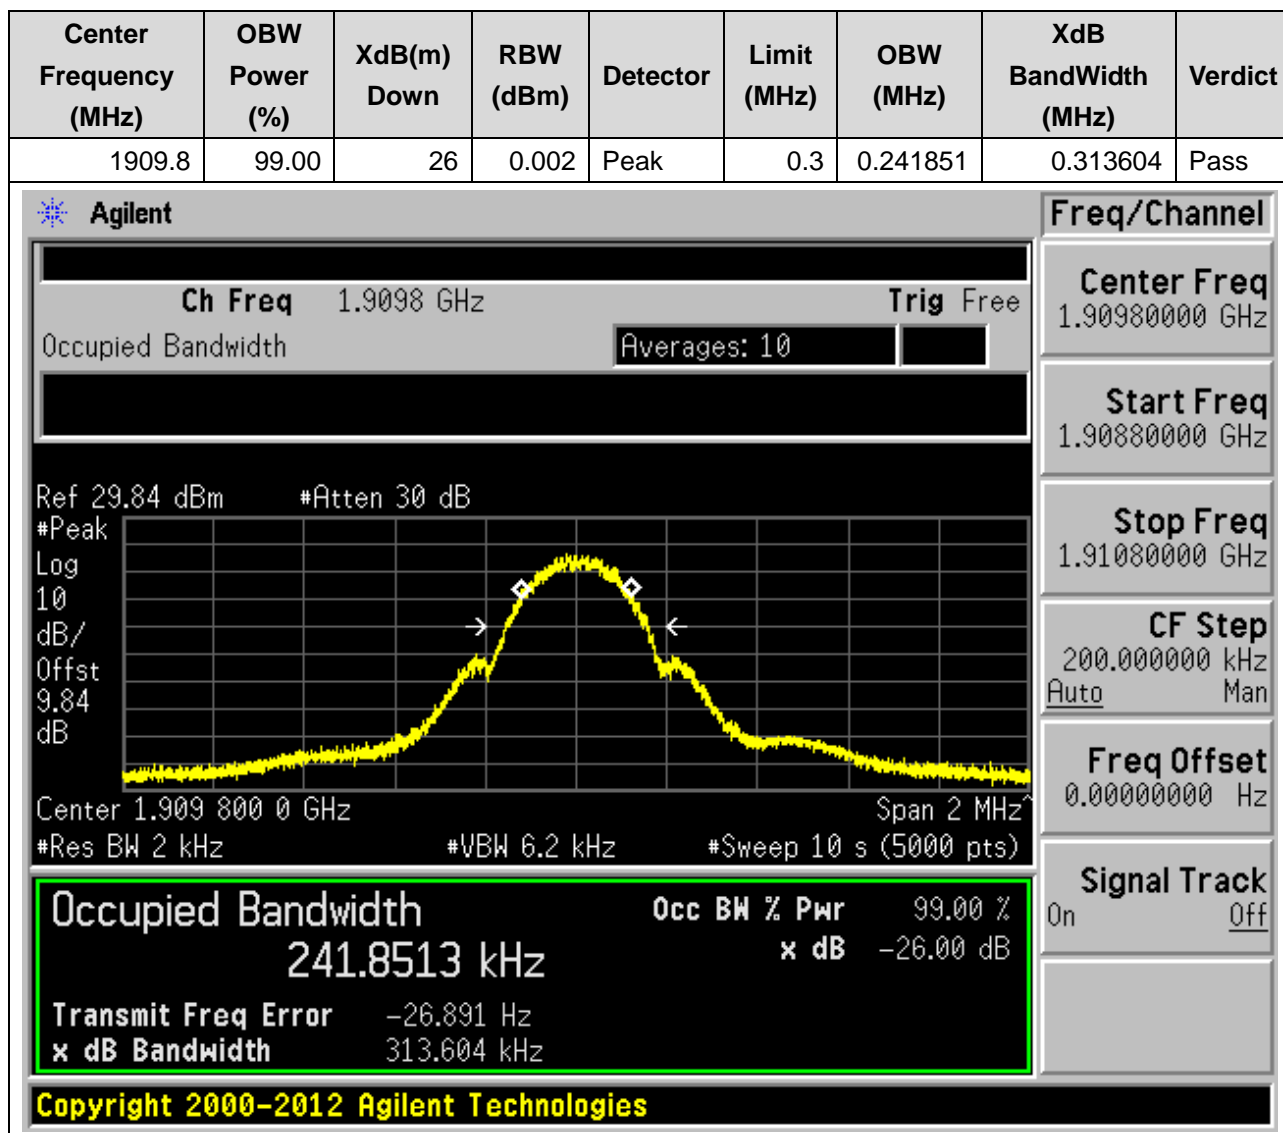 Center Frequency (MHz) OBW Power (%) XdB(m) Down RBW (dBm) Detector Limit (MHz) OBW (MHz) XdB BandWidth (MHz) Verdict
1909.8 99.00 26 0.002 Peak 0.3 0.241851 0.313604 Pass
Agilent
Ch Freq 1.9098 GHz Trig Free
Occupied Bandwidth Averages: 10
Ref 29.84 dBm #Atten 30 dB
#Peak
Log
10
dB/
Offst
9.84
dB
Center 1.909 800 0 GHz Span 2 MHz^
#Res BW 2 kHz #VBW 6.2 kHz #Sweep 10 s (5000 pts)
Occupied Bandwidth Occ BW % Pwr 99.00 %
241.8513 kHz x dB -26.00 dB
Transmit Freq Error -26.891 Hz
x dB Bandwidth 313.604 kHz
Copyright 2000-2012 Agilent Technologies
Freq/Channel
Center Freq
1.90980000 GHz
Start Freq
1.90880000 GHz
Stop Freq
1.91080000 GHz
CF Step
200.000000 kHz
Auto Man
Freq Offset
0.00000000 Hz
Signal Track
On Off